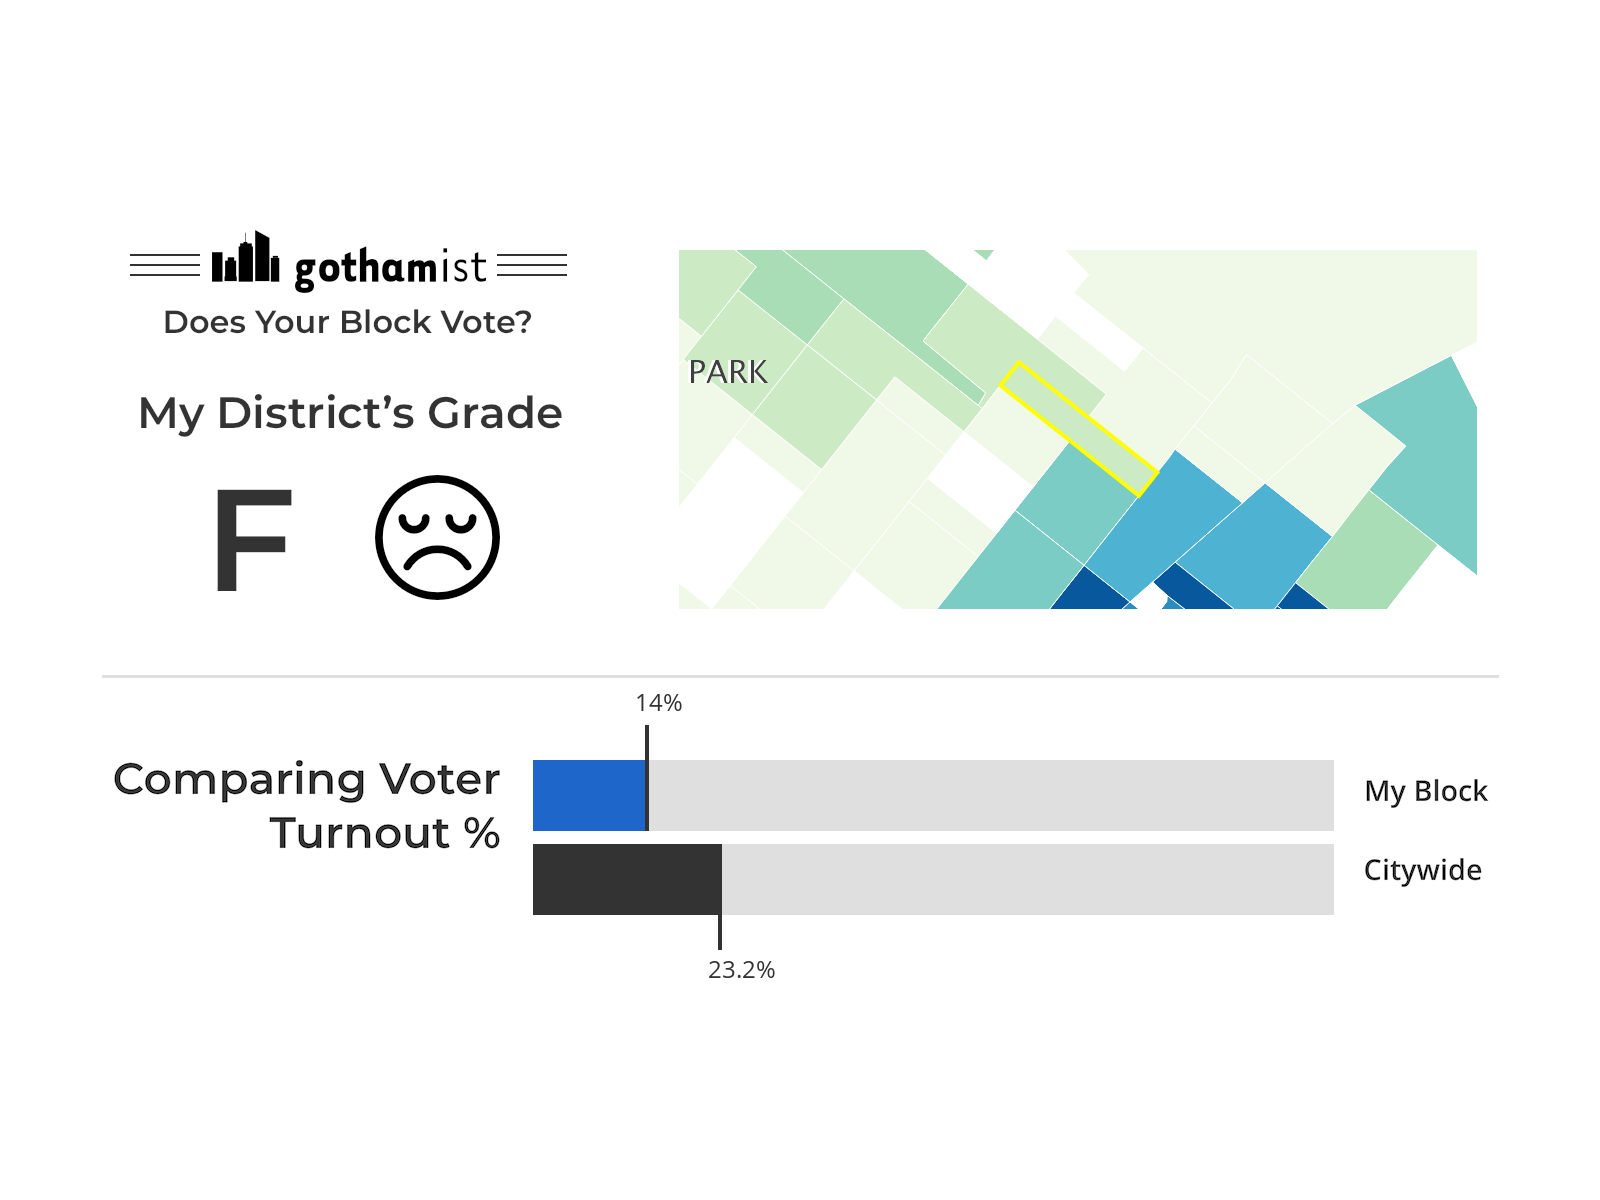 gothamist
Does Your Block Vote?
My District's Grade
F
PARK
14%
Comparing Voter
Turnout %
My Block
Citywide
23.2%